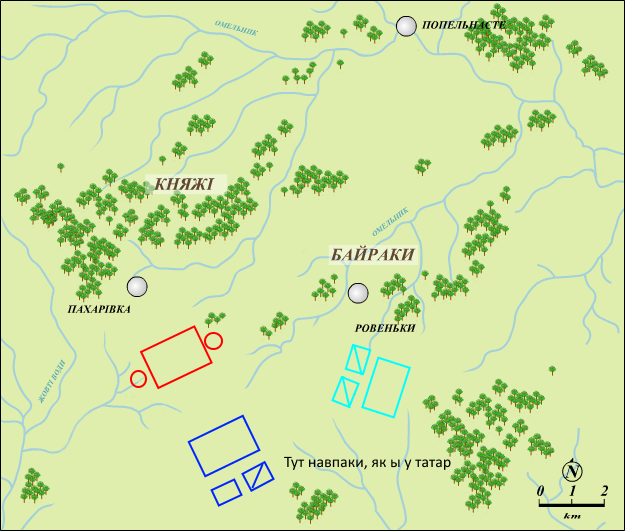 ОМЕЛЬНИК
ПОПЕЛЬНАСТЕ
КНЯЖІ
ОМЕЛЬНИК
БАЙРАКИ
ПАХАРІВКА
РОВЕНЬКИ
ЖОВТІ ВОДИ
Тут навпаки, як ы у татар
N
0 1 2
km